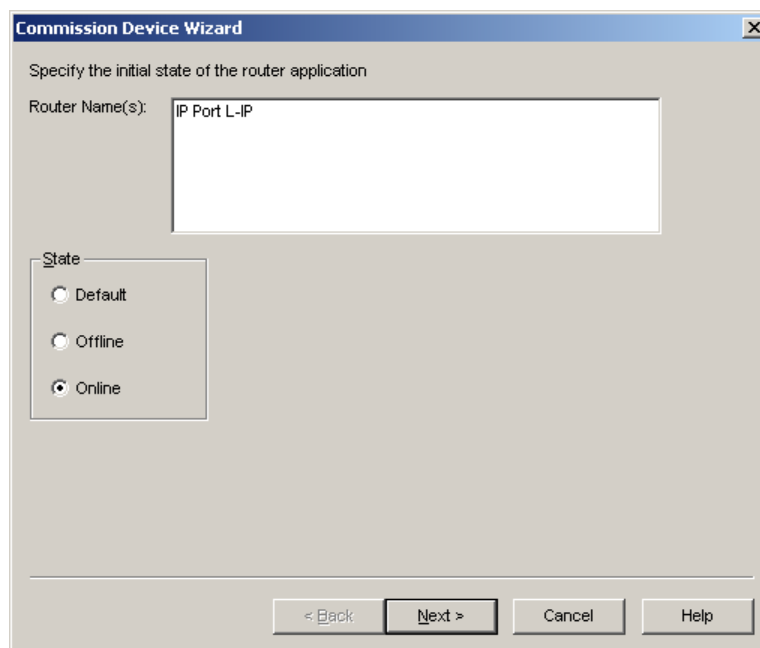 Commission Device Wizard
Specify the initial state of the router application
Router Name(s):
IP Port L-IP
State
Default
Offline
Online
< Back
Next >
Cancel
Help